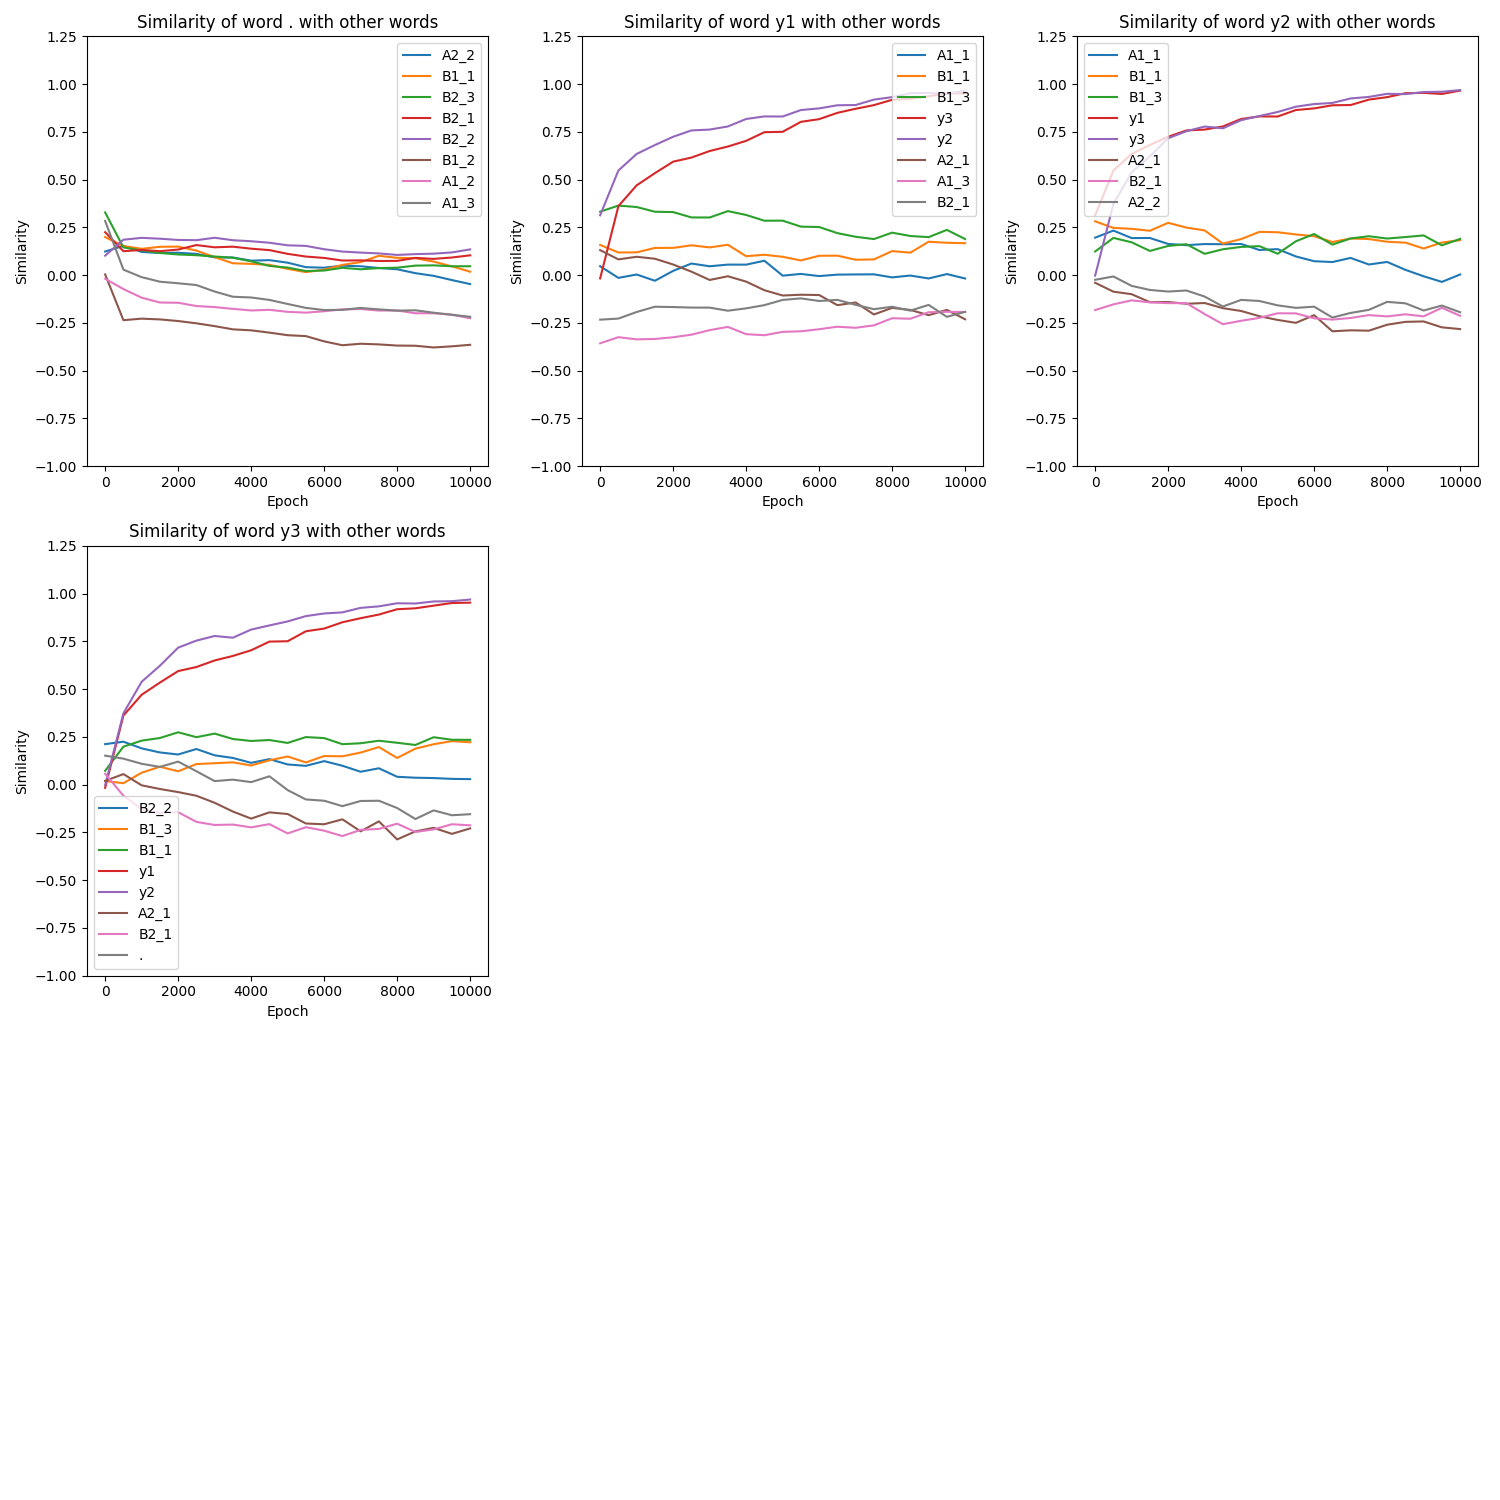 Similarity of word . with other words
1.25
1.00
0.75
0.50
0.25
0.00
−0.25
−0.50
−0.75
−1.00
Similarity
0 2000 4000 6000 8000 10000
Epoch
A2_2
B1_1
B2_3
B2_1
B2_2
B1_2
A1_2
A1_3
Similarity of word y1 with other words
1.25
1.00
0.75
0.50
0.25
0.00
−0.25
−0.50
−0.75
−1.00
Similarity
0 2000 4000 6000 8000 10000
Epoch
A1_1
B1_1
B1_3
y3
y2
A2_1
A1_3
B2_1
Similarity of word y2 with other words
1.25
1.00
0.75
0.50
0.25
0.00
−0.25
−0.50
−0.75
−1.00
Similarity
0 2000 4000 6000 8000 10000
Epoch
A1_1
B1_1
B1_3
y1
y3
A2_1
B2_1
A2_2
Similarity of word y3 with other words
1.25
1.00
0.75
0.50
0.25
0.00
−0.25
−0.50
−0.75
−1.00
Similarity
0 2000 4000 6000 8000 10000
Epoch
B2_2
B1_3
B1_1
y1
y2
A2_1
B2_1
.